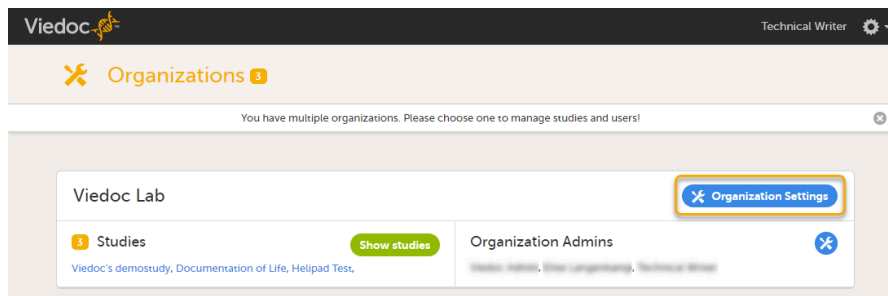 Viedoc
Technical Writer
Organizations 3
You have multiple organizations. Please choose one to manage studies and users!
Viedoc Lab
Organization Settings
3 Studies
Show studies
Organization Admins
Viedoc's demostudy, Documentation of Life, Helipad Test,